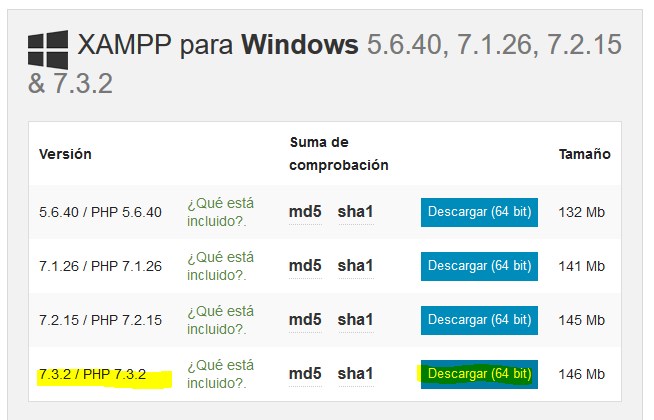 XAMPP para Windows 5.6.40, 7.1.26, 7.2.15
& 7.3.2
Versión Suma de comprobación Tamaño
5.6.40 / PHP 5.6.40 ¿Qué está incluido?. md5 sha1 Descargar (64 bit) 132 Mb
7.1.26 / PHP 7.1.26 ¿Qué está incluido?. md5 sha1 Descargar (64 bit) 141 Mb
7.2.15 / PHP 7.2.15 ¿Qué está incluido?. md5 sha1 Descargar (64 bit) 145 Mb
7.3.2 / PHP 7.3.2 ¿Qué está incluido?. md5 sha1 Descargar (64 bit) 146 Mb